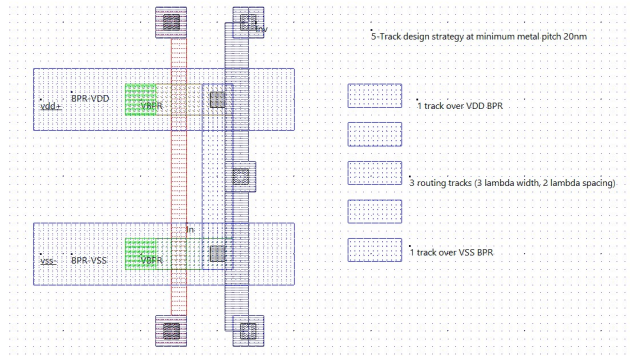 Inv
5-Track design strategy at minimum metal pitch 20nm
vdd+
BPR-VDD
VBPR
1 track over VDD BPR
3 routing tracks (3 lambda width, 2 lambda spacing)
In
vss-
BPR-VSS
VBPR
1 track over VSS BPR